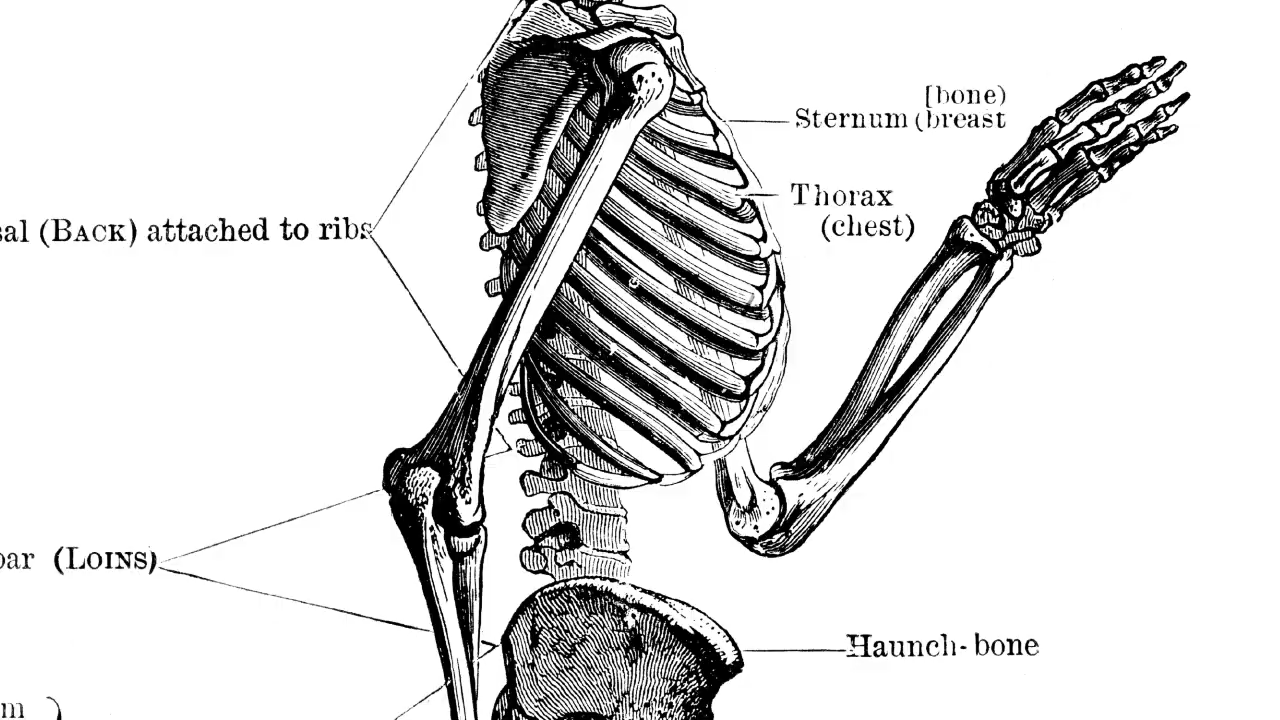 [bone)
Sternum (breast
Thorax
(chest)
sal (BACK) attached to ribs
bar (LOINS)
Haunch-bone
m )